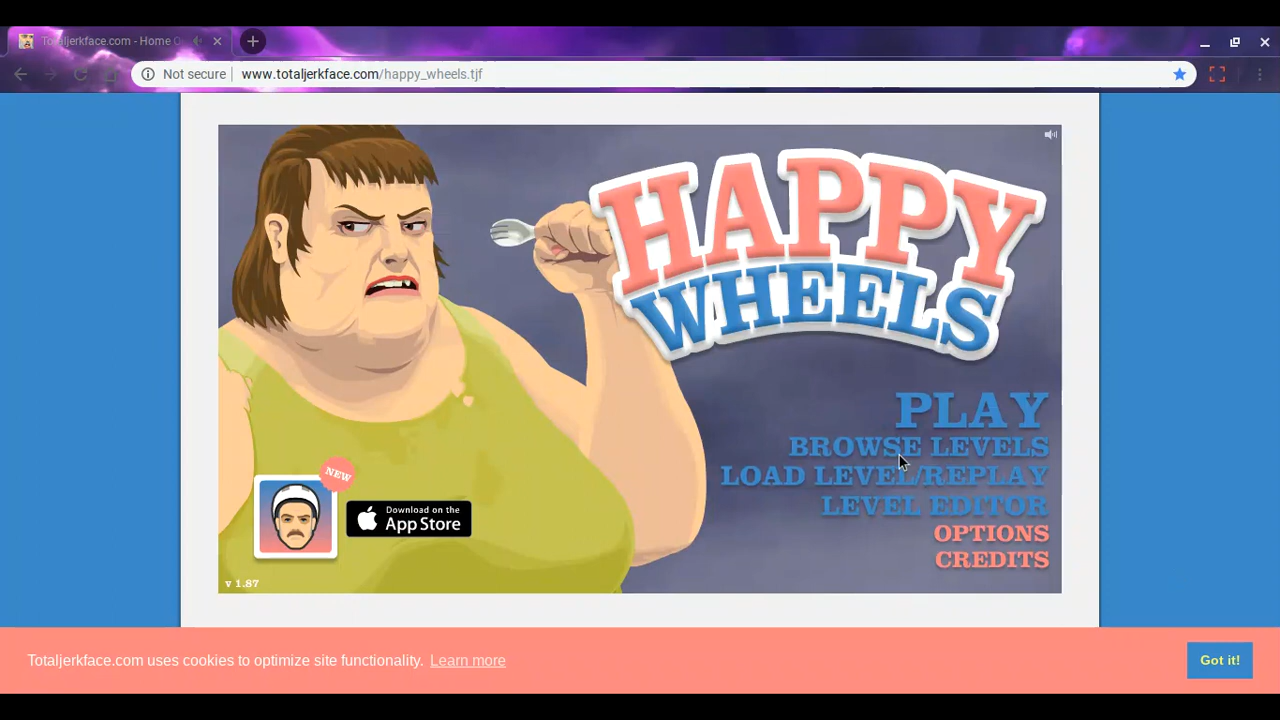 Totaljerkface.com - Home O
Not secure
www.totaljerkface.com/happy_wheels.tjf
HAPPY
WHEELS
PLAY
BROWSE LEVELS
LOAD LEVEL/REPLAY
LEVEL EDITOR
OPTIONS
CREDITS
NEW
Download on the
App Store
v 1.87
Totaljerkface.com uses cookies to optimize site functionality. Learn more
Got it!